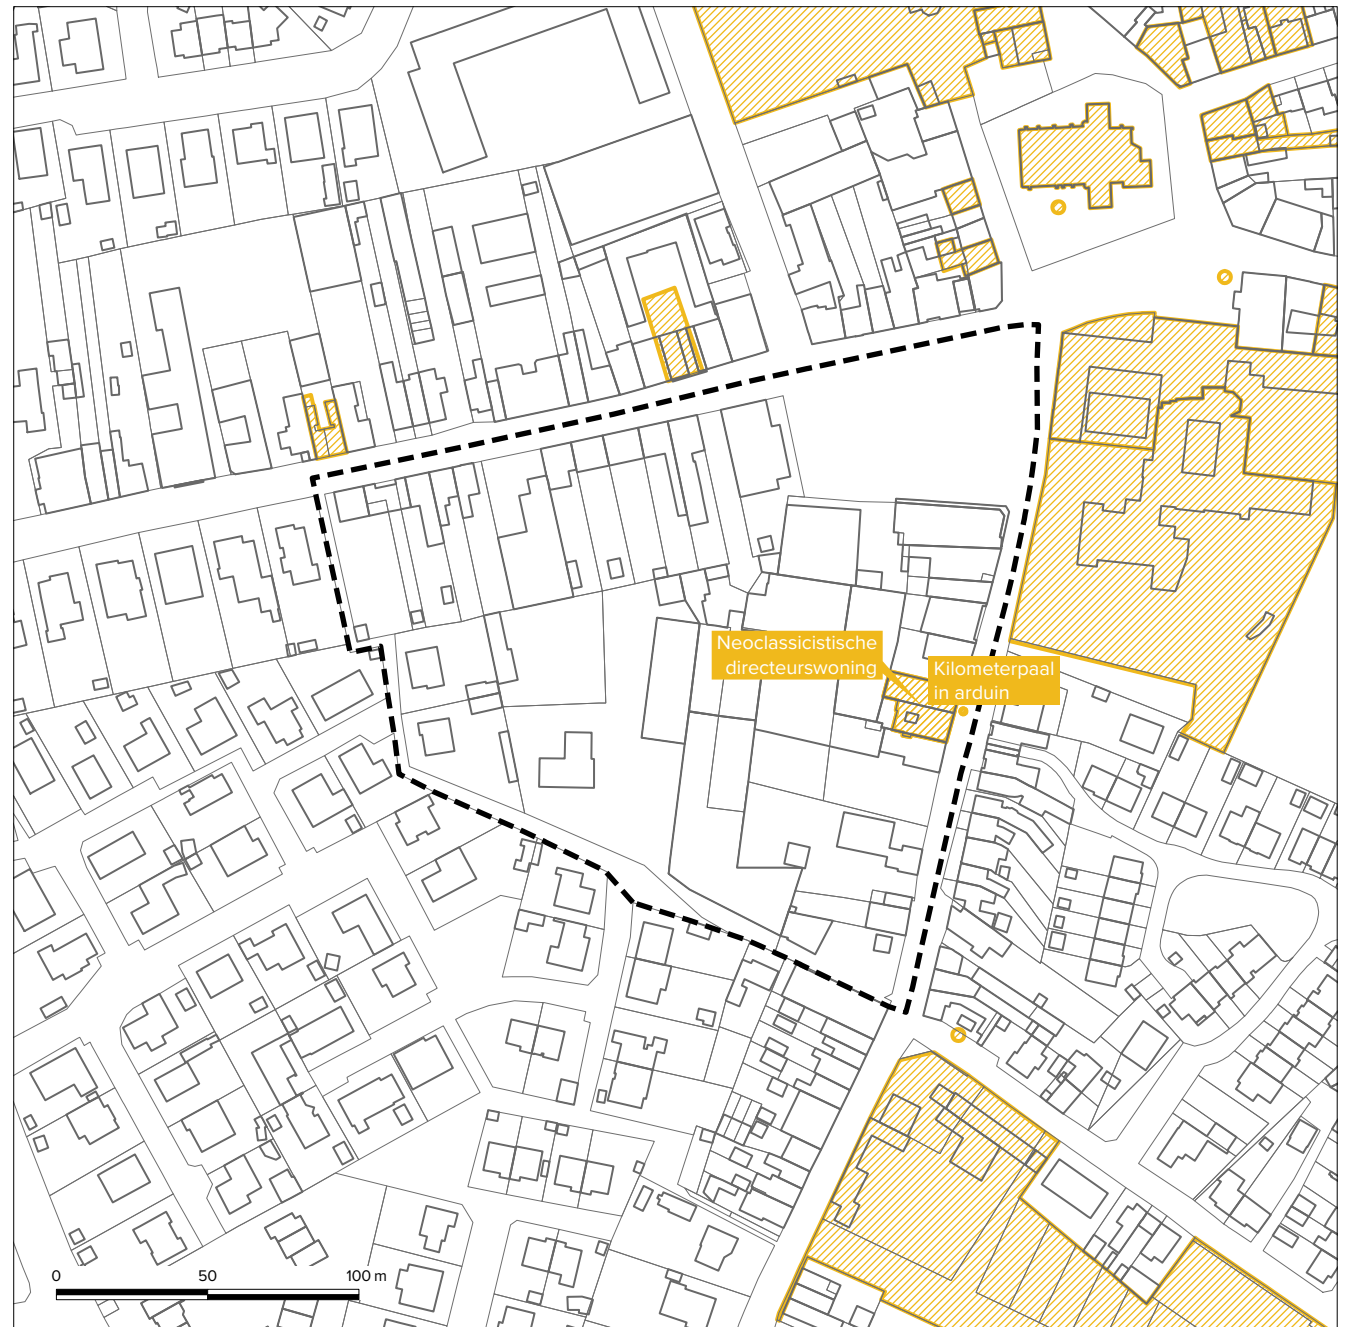 Neoclassicistische
directeurswoning
Kilometerpaal
in arduin
0 50 100 m